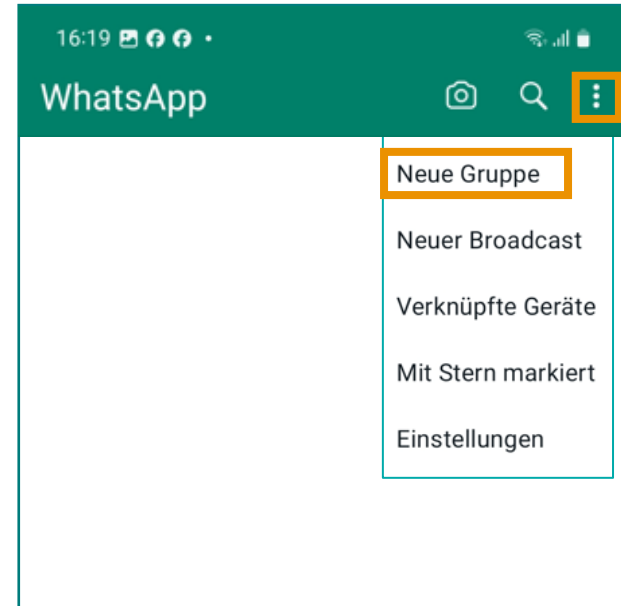 16:19
WhatsApp
Neue Gruppe
Neuer Broadcast
Verknüpfte Geräte
Mit Stern markiert
Einstellungen